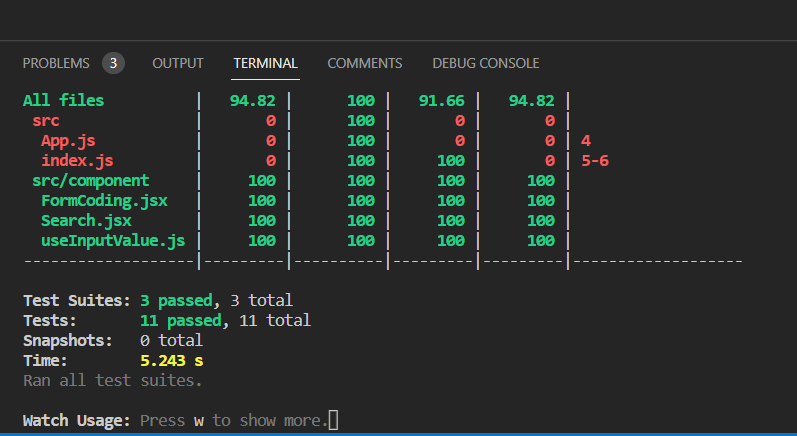 PROBLEMS 3 OUTPUT TERMINAL COMMENTS DEBUG CONSOLE
All files | 94.82 | 100 | 91.66 | 94.82 |
src | 0 | 100 | 0 | 0 |
App.js | 0 | 100 | 0 | 0 | 4
index.js | 0 | 100 | 100 | 0 | 5-6
src/component | 100 | 100 | 100 | 100 |
FormCoding.jsx | 100 | 100 | 100 | 100 |
Search.jsx | 100 | 100 | 100 | 100 |
useInputValue.js | 100 | 100 | 100 | 100 |
-------------------|---------|----------|---------|---------|-------------------
Test Suites: 3 passed, 3 total
Tests: 11 passed, 11 total
Snapshots: 0 total
Time: 5.243 s
Ran all test suites.
Watch Usage: Press w to show more.